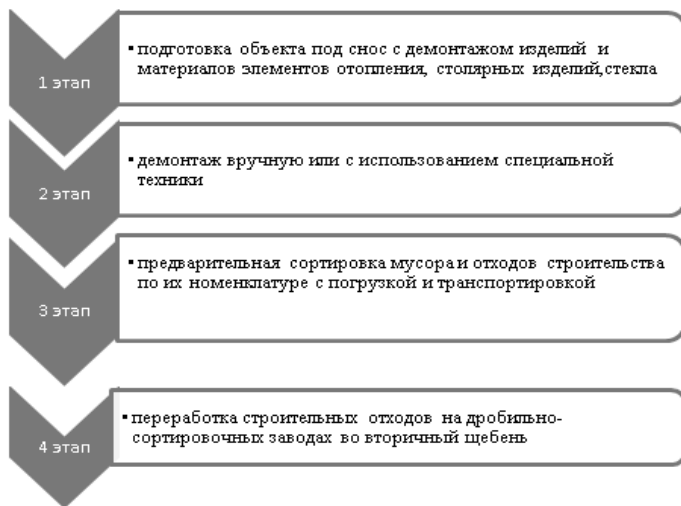 1 этап
▪ подготовка объекта под снос с демонтажом изделий и
материалов элементов отопления, столярных изделий,стекла
2 этап
▪ демонтаж вручную или с использованием специальной
техники
3 этап
▪ предварительная сортировка мусора и отходов строительства
по их номенклатуре с погрузкой и транспортировкой
4 этап
▪ переработка строительных отходов на дробильно-
сортировочных заводах во вторичный щебень